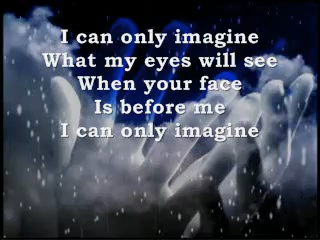 I can only imagine
What my eyes will see
When your face
Is before me
I can only imagine